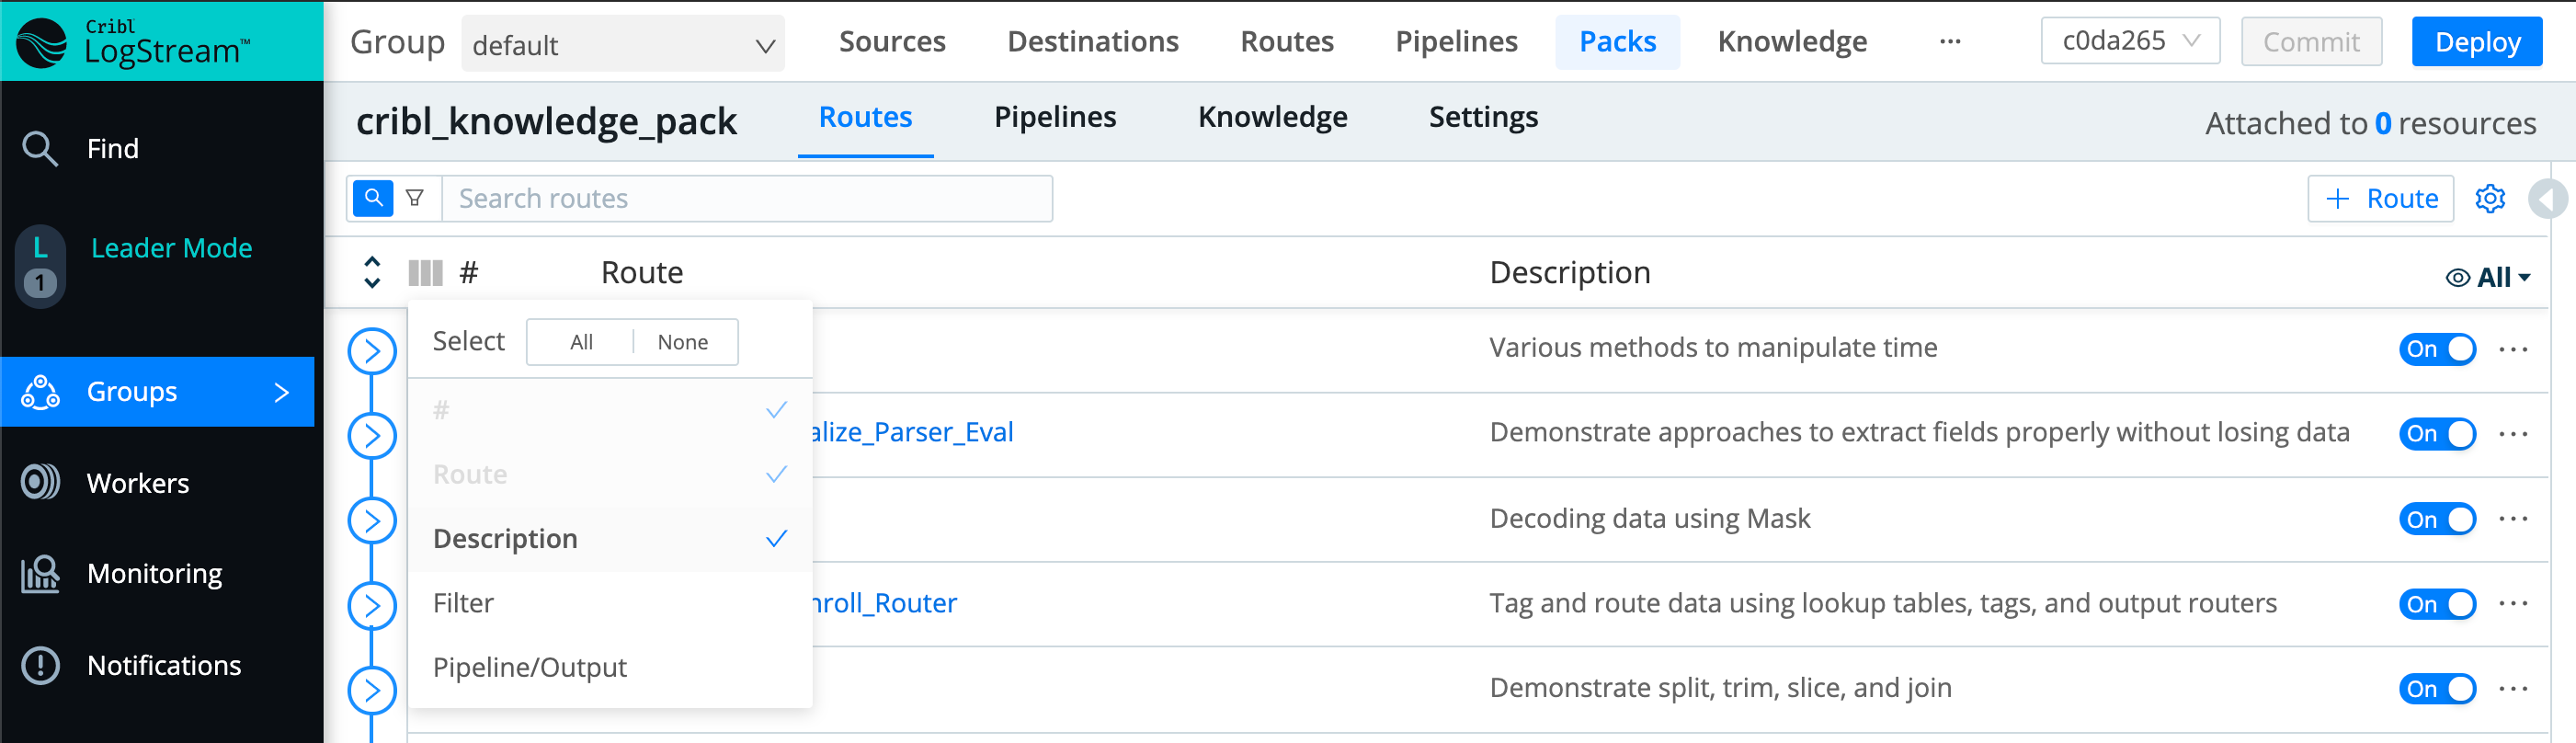 Cribl
LogStream™
Group default Sources Destinations Routes Pipelines Packs Knowledge ··· c0da265 Commit Deploy
cribl_knowledge_pack Routes Pipelines Knowledge Settings Attached to 0 resources
Find
Search routes + Route
L Leader Mode
1
# Route Description All
Select All None
Various methods to manipulate time On ···
Groups
#
alize_Parser_Eval Demonstrate approaches to extract fields properly without losing data On ···
Route
Workers
Decoding data using Mask On ···
Description
Monitoring
Filter nroll_Router Tag and route data using lookup tables, tags, and output routers On ···
Notifications
Pipeline/Output
Demonstrate split, trim, slice, and join On ···